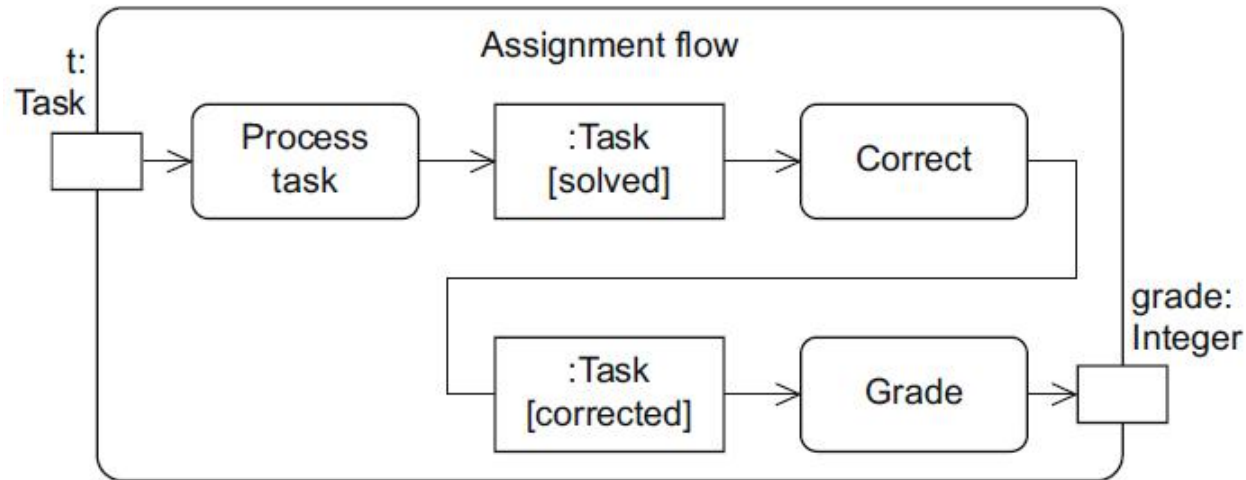 Assignment flow
t:
Task
Process
task
:Task
[solved]
Correct
grade:
Integer
:Task
[corrected]
Grade